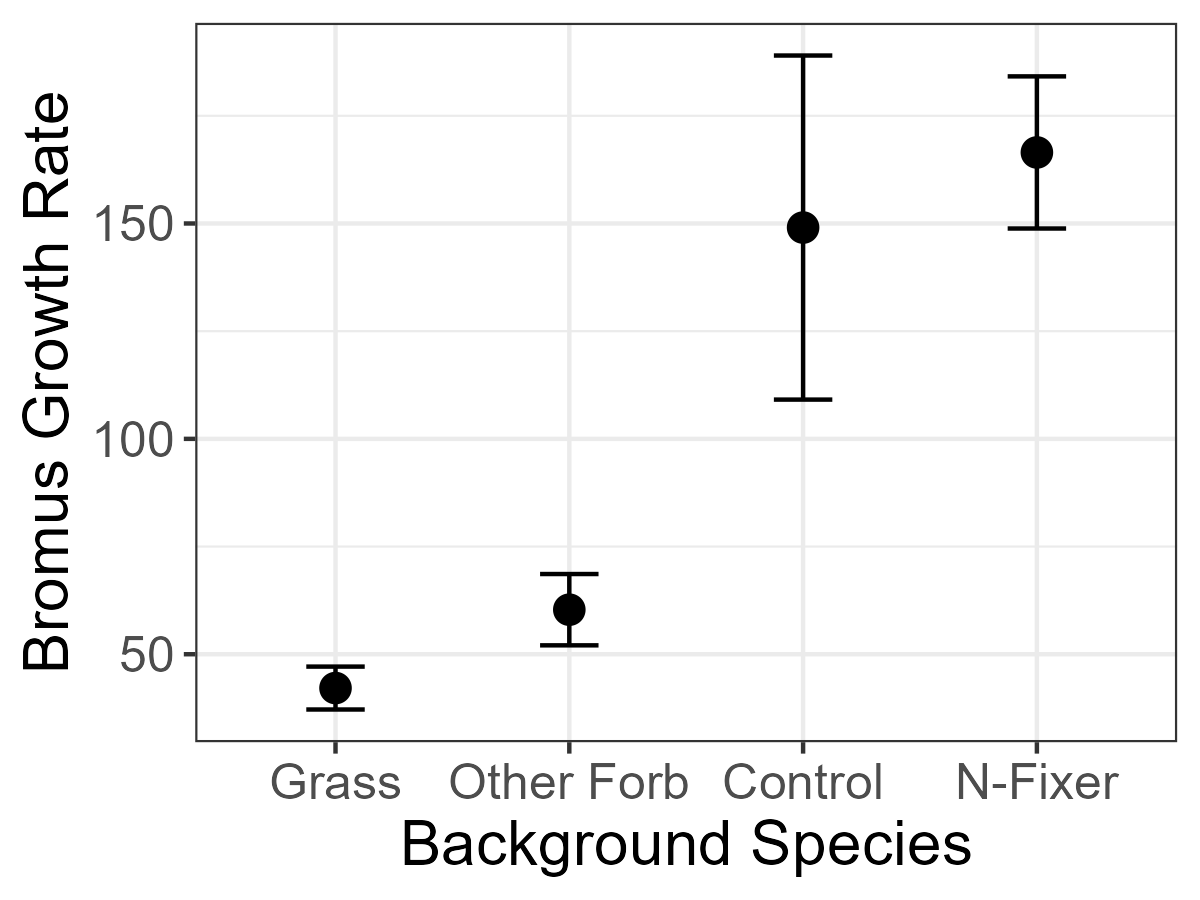 Bromus Growth Rate
150
100
50
Grass
Other Forb
Control
N-Fixer
Background Species